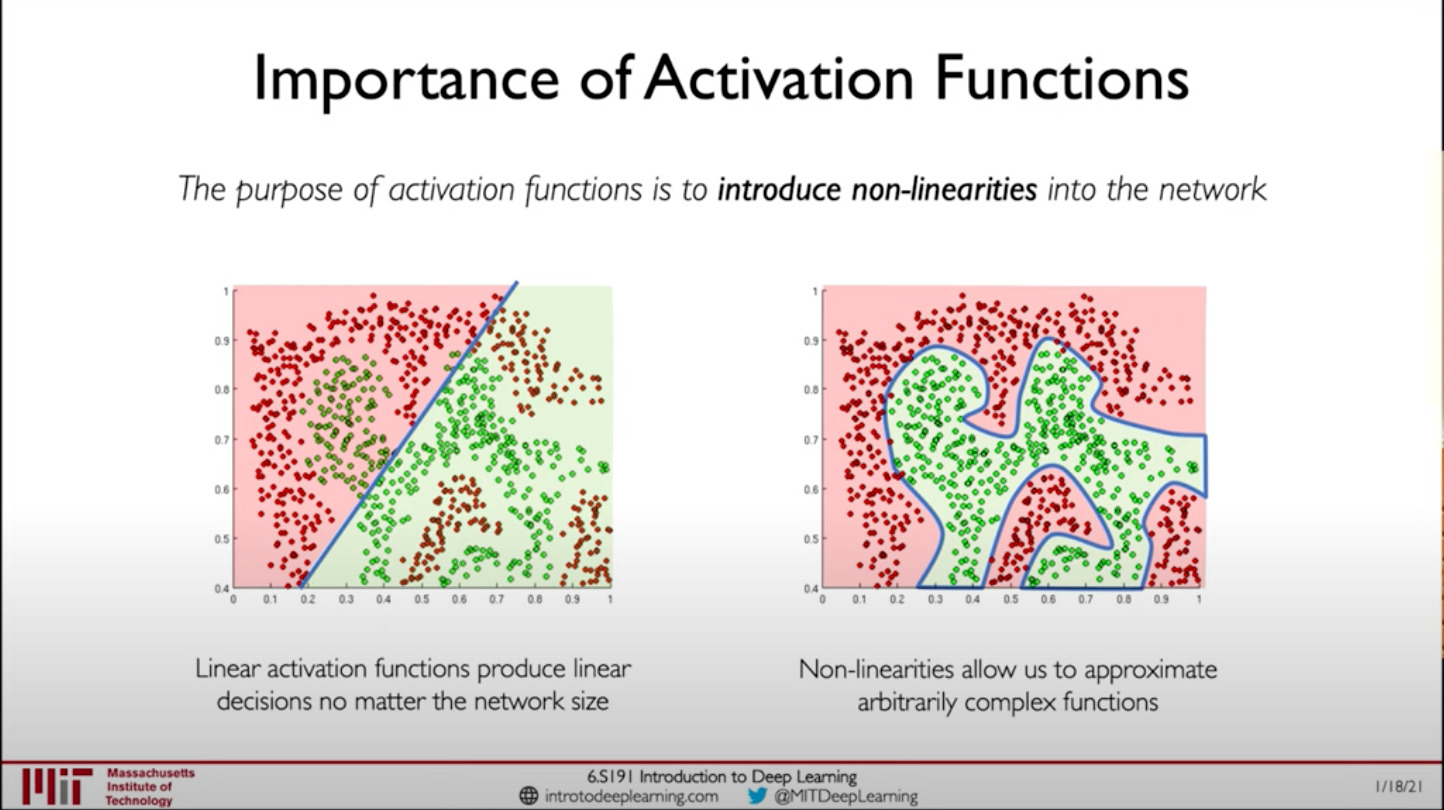 Importance of Activation Functions
The purpose of activation functions is to introduce non-linearities into the network
1
0.9
0.8
0.7
0.6
0.5
0.4
0 0.1 0.2 0.3 0.4 0.5 0.6 0.7 0.8 0.9 1
Linear activation functions produce linear
decisions no matter the network size
1
0.9
0.8
0.7
0.6
0.5
0.4
0 0.1 0.2 0.3 0.4 0.5 0.6 0.7 0.8 0.9 1
Non-linearities allow us to approximate
arbitrarily complex functions
MIT
Massachusetts
Institute of
Technology
6.S191 Introduction to Deep Learning
introtodeeplearning.com @MITDeepLearning
1/18/21